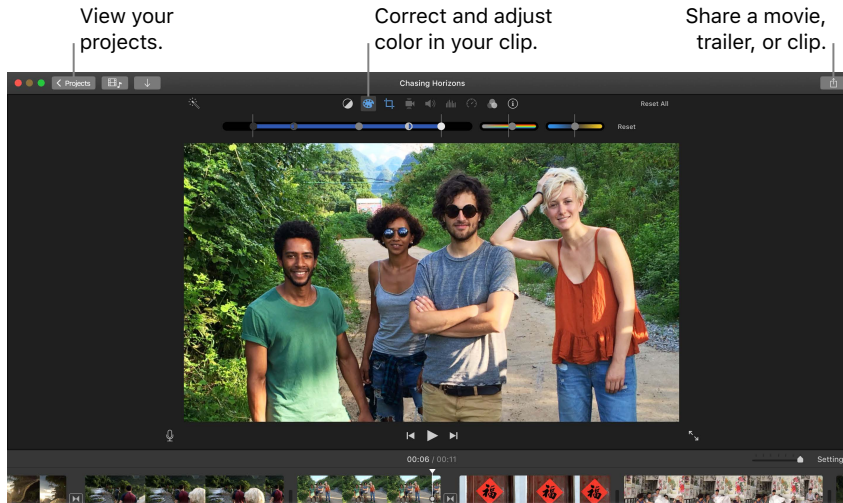 View your
projects.
Correct and adjust
color in your clip.
Share a movie,
trailer, or clip.
Projects
Chasing Horizons
Reset All
Reset
00:06 / 00:11
Setting
福 福 福